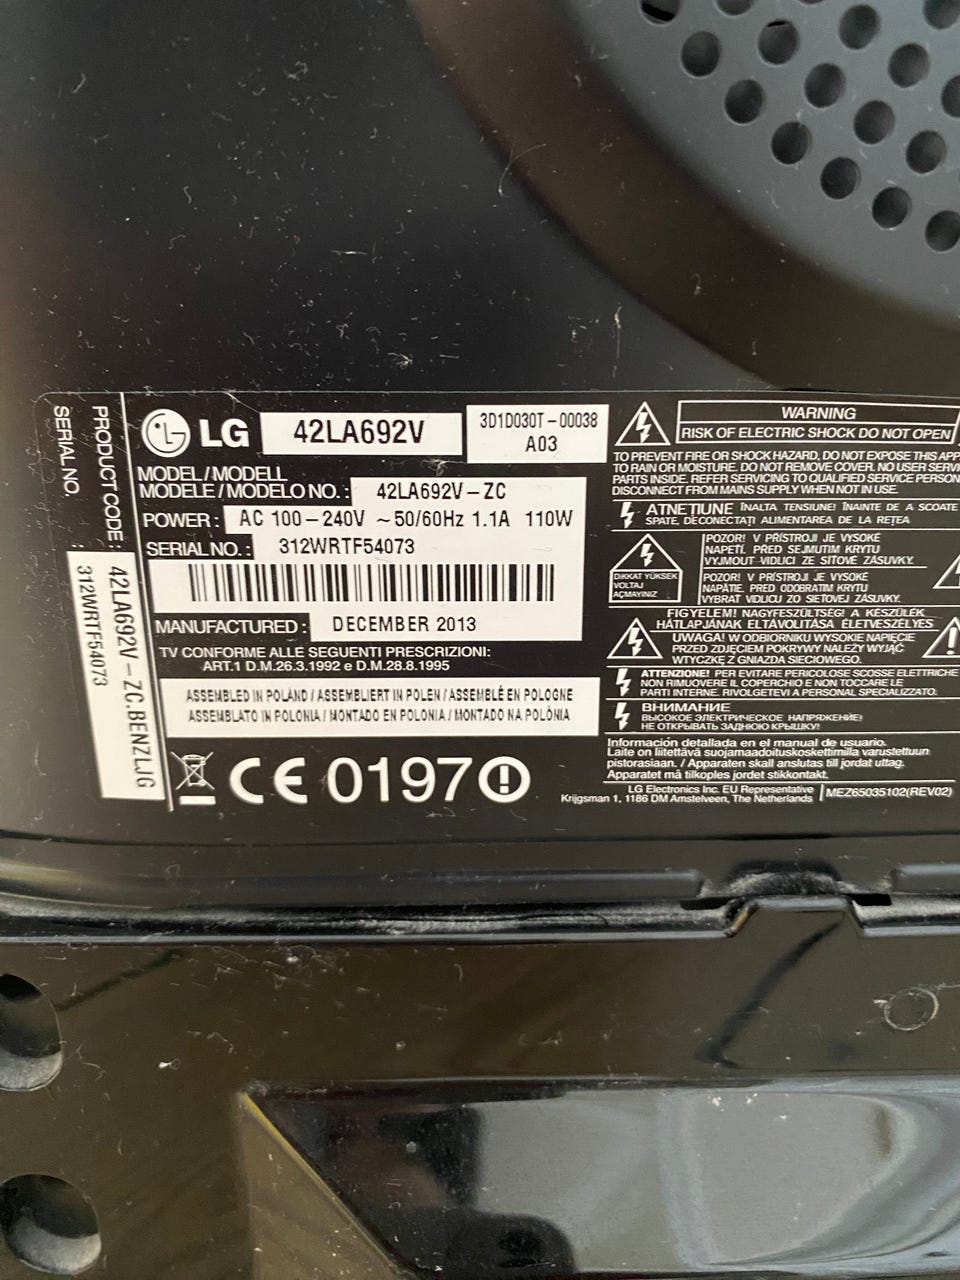 LG 42LA692V
3D1D030T-00038
A03
MODEL/MODELL
MODELE/MODELO NO. : 42LA692V-ZC
POWER : AC 100-240V ~50/60Hz 1.1A 110W
SERIAL NO. : 312WRTF54073
MANUFACTURED : DECEMBER 2013
TV CONFORME ALLE SEGUENTI PRESCRIZIONI:
ART.1 D.M.26.3.1992 e D.M.28.8.1995
ASSEMBLED IN POLAND / ASSEMBLIERT IN POLEN / ASSEMBLÉ EN POLOGNE
ASSEMBLATO IN POLONIA / MONTADO EN POLONIA / MONTADO NA POLÓNIA
CE 0197
PRODUCT CODE : 42LA692V-ZC.BENZLJG
SERIAL NO. : 312WRTF54073
WARNING
RISK OF ELECTRIC SHOCK DO NOT OPEN
TO PREVENT FIRE OR SHOCK HAZARD, DO NOT EXPOSE THIS APP
TO RAIN OR MOISTURE. DO NOT REMOVE COVER. NO USER SERVI
PARTS INSIDE. REFER SERVICING TO QUALIFIED SERVICE PERSON
DISCONNECT FROM MAINS SUPPLY WHEN NOT IN USE.
ATNEȚIUNE ÎNALTA TENSIUNE! ÎNAINTE DE A SCOATE
SPATE, DECONECTAȚI ALIMENTAREA DE LA REȚEA
DIKKAT YÜKSEK
VOLTAJ
AÇMAYINIZ
POZOR! V PŘÍSTROJI JE VYSOKÉ
NAPĚTÍ. PŘED SEJMUTIM KRYTU
VYJMOUT VIDLICI ZE SÍŤOVÉ ZÁSUVKY.
POZOR! V PRÍSTROJI JE VYSOKÉ
NAPÄTIE. PRED ODOBRATIM KRYTU
VYBRAT VIDLICU ZO SIEŤOVEJ ZÁSUVKY.
FIGYELEM! NAGYFESZÜLTSÉG! A KÉSZÜLÉK
HÁTLAPJÁNAK ELTÁVOLÍTÁSA ÉLETVESZÉLYES
UWAGA! W ODBIORNIKU WYSOKIE NAPIĘCIE
PRZED ZDJĘCIEM POKRYWY NALEŻY WYJĄĆ
WTYCZKĘ Z GNIAZDA SIECIOWEGO.
ATTENZIONE! PER EVITARE PERICOLOSE SCOSSE ELETTRICHE
NON RIMUOVERE IL COPERCHIO E NON TOCCARE LE
PARTI INTERNE. RIVOLGETEVI A PERSONAL SPECIALIZZATO.
ВНИМАНИЕ
ВЫСОКОЕ ЭЛЕКТРИЧЕСКОЕ НАПРЯЖЕНИЕ!
НЕ ОТКРЫВАТЬ ЗАДНЮЮ КРЫШКУ!
Información detallada en el manual de usuario.
Laite on liitettävä suojamaadoituskoskettimilla varustettuun
pistorasiaan. / Apparaten skall anslutas till jordat uttag.
Apparatet må tilkoples jordet stikkontakt.
LG Electronics Inc. EU Representative
Krijgsman 1, 1186 DM Amstelveen, The Netherlands
MEZ65035102(REV02)